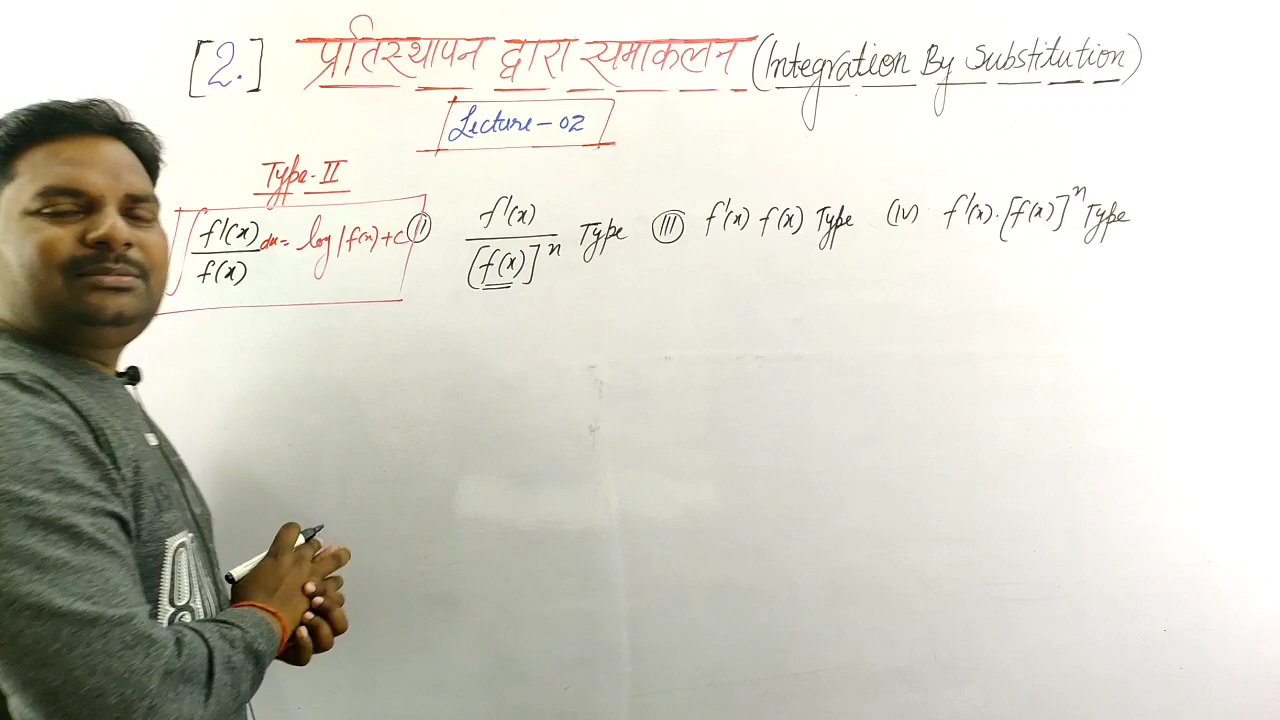 [2.] प्रतिस्थापन द्वारा समाकलन (Integration By Substitution)
Lecture-02
Type-II
∫ f'(x)/f(x) dx = log|f(x)+c (II) f'(x)/[f(x)]^n Type (III) f'(x) f(x) Type (iv) f'(x).[f(x)]^n Type